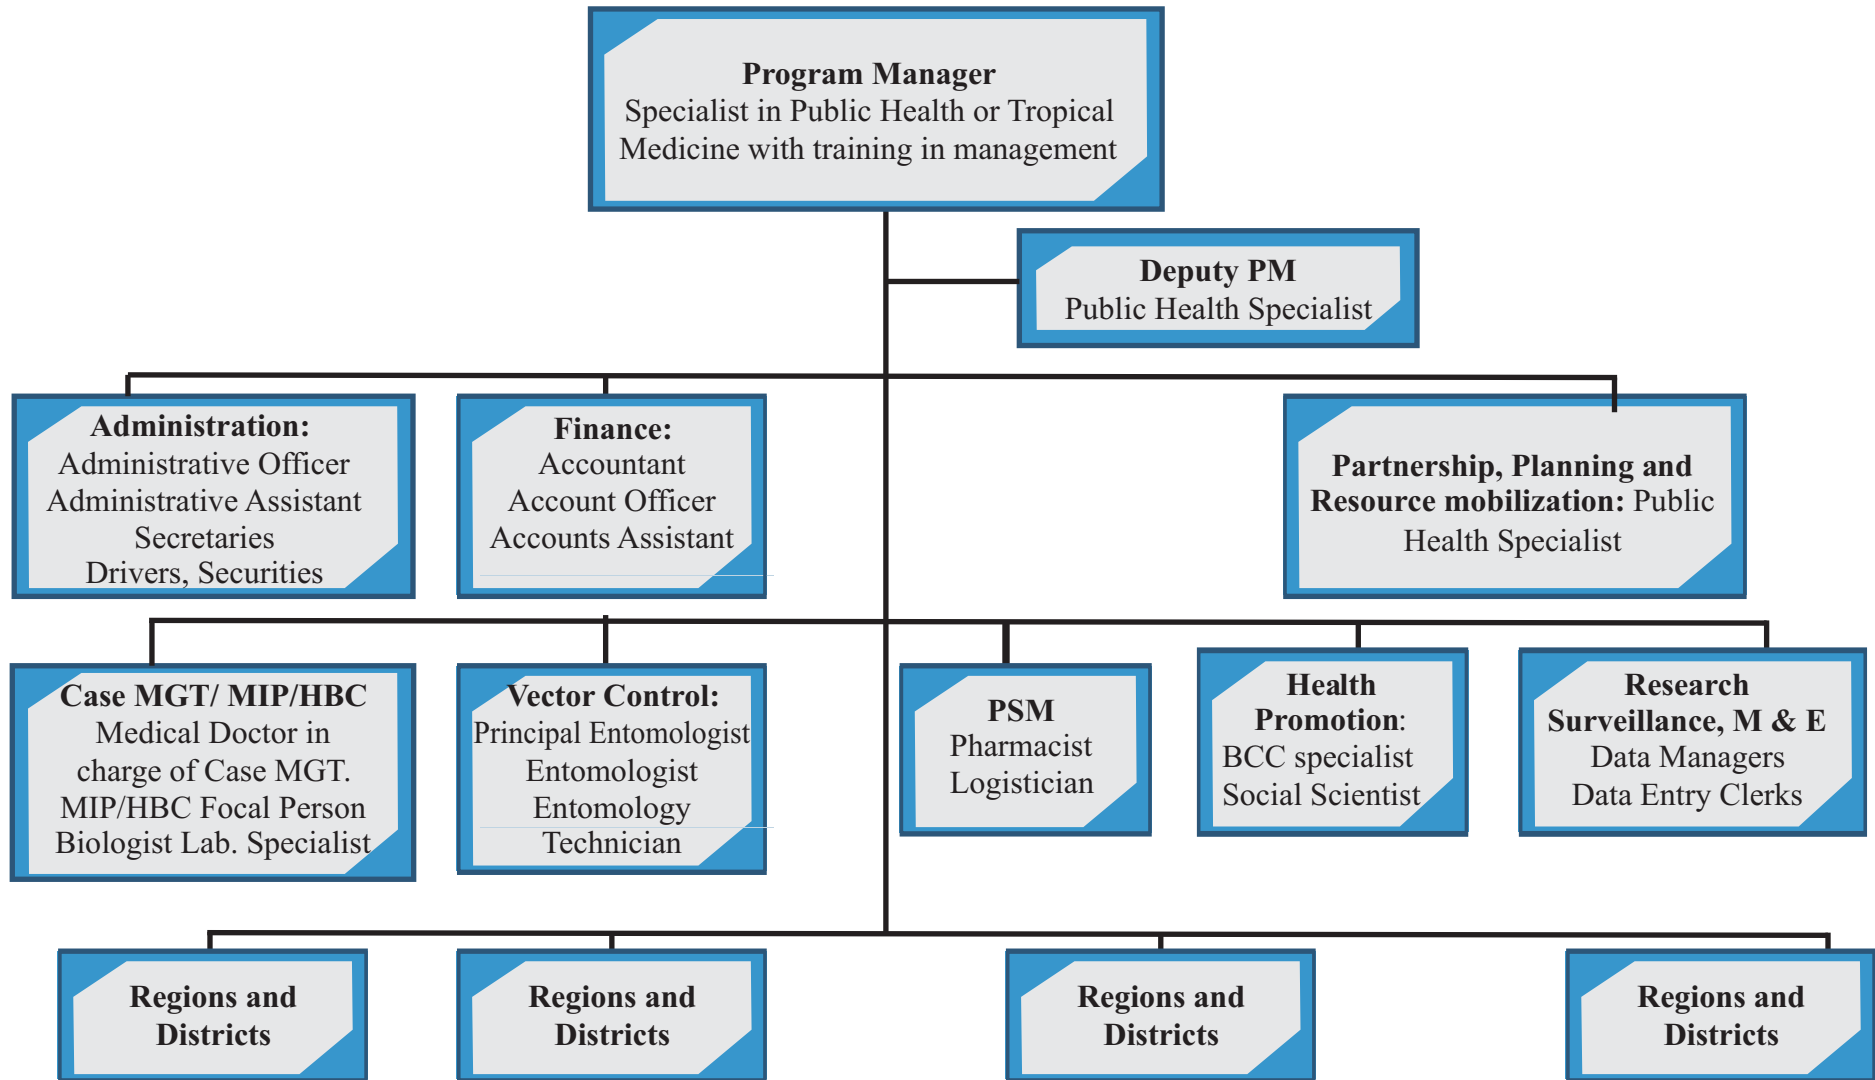 Program Manager
Specialist in Public Health or Tropical
Medicine with training in management
Deputy PM
Public Health Specialist
Administration:
Administrative Officer
Administrative Assistant
Secretaries
Drivers, Securities
Finance:
Accountant
Account Officer
Accounts Assistant
Partnership, Planning and
Resource mobilization: Public
Health Specialist
Case MGT/ MIP/HBC
Medical Doctor in
charge of Case MGT.
MIP/HBC Focal Person
Biologist Lab. Specialist
Vector Control:
Principal Entomologist
Entomologist
Entomology
Technician
PSM
Pharmacist
Logistician
Health
Promotion:
BCC specialist
Social Scientist
Research
Surveillance, M & E
Data Managers
Data Entry Clerks
Regions and
Districts
Regions and
Districts
Regions and
Districts
Regions and
Districts